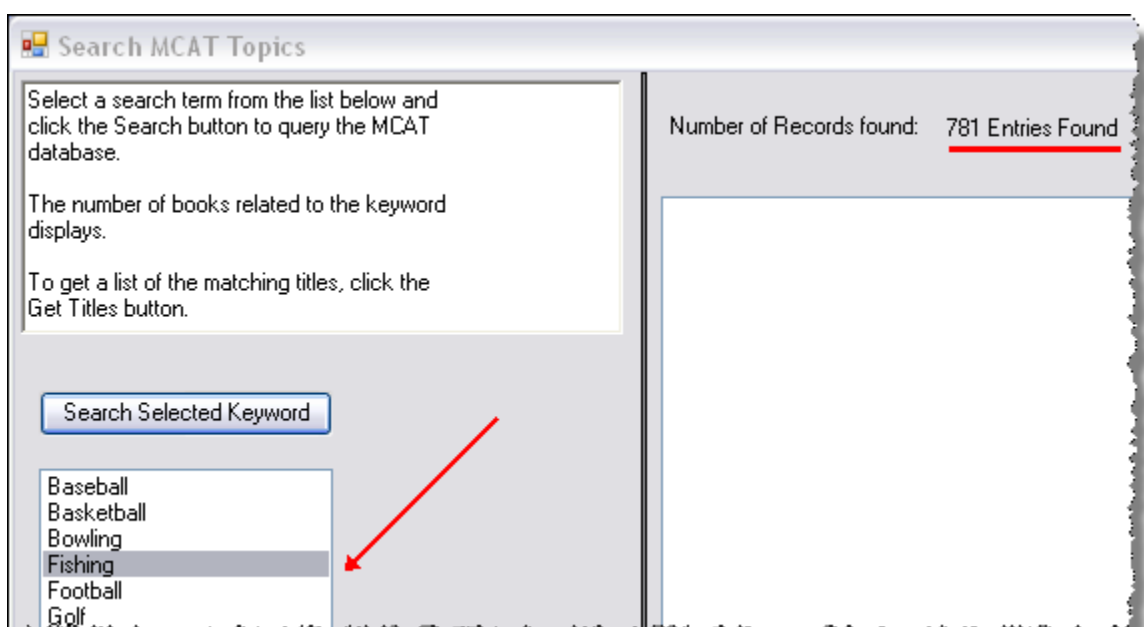 Search MCAT Topics
Select a search term from the list below and
click the Search button to query the MCAT
database.
The number of books related to the keyword
displays.
To get a list of the matching titles, click the
Get Titles button.
Search Selected Keyword
Baseball
Basketball
Bowling
Fishing
Football
Golf
Number of Records found: 781 Entries Found